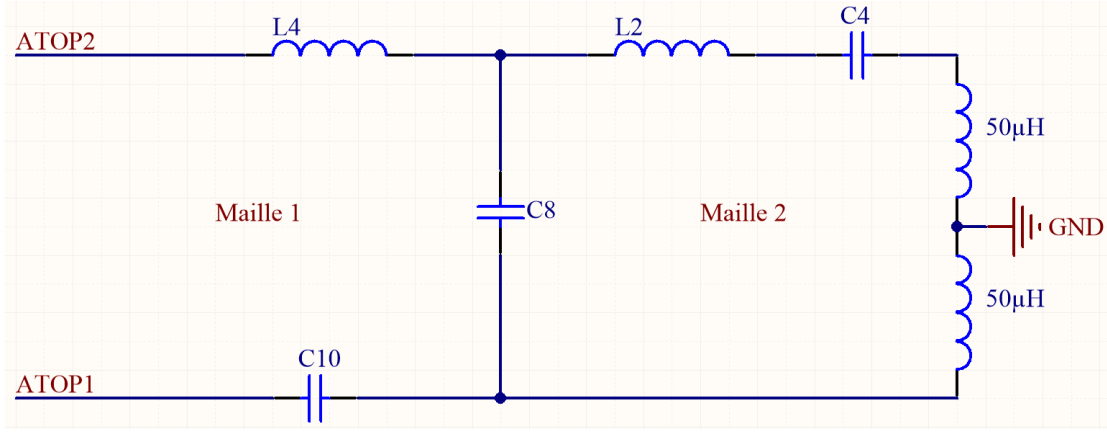 ATOP2
L4
L2
C4
50µH
Maille 1
C8
Maille 2
GND
50µH
C10
ATOP1